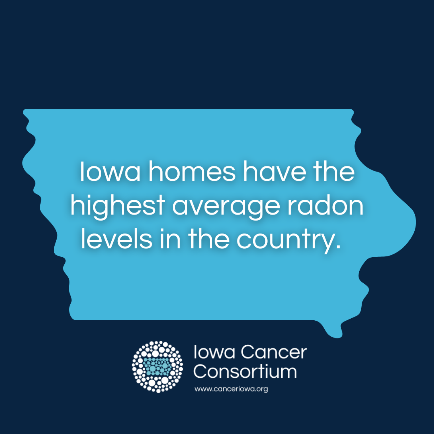 Iowa homes have the
highest average radon
levels in the country.
Iowa Cancer
Consortium
www.canceriowa.org